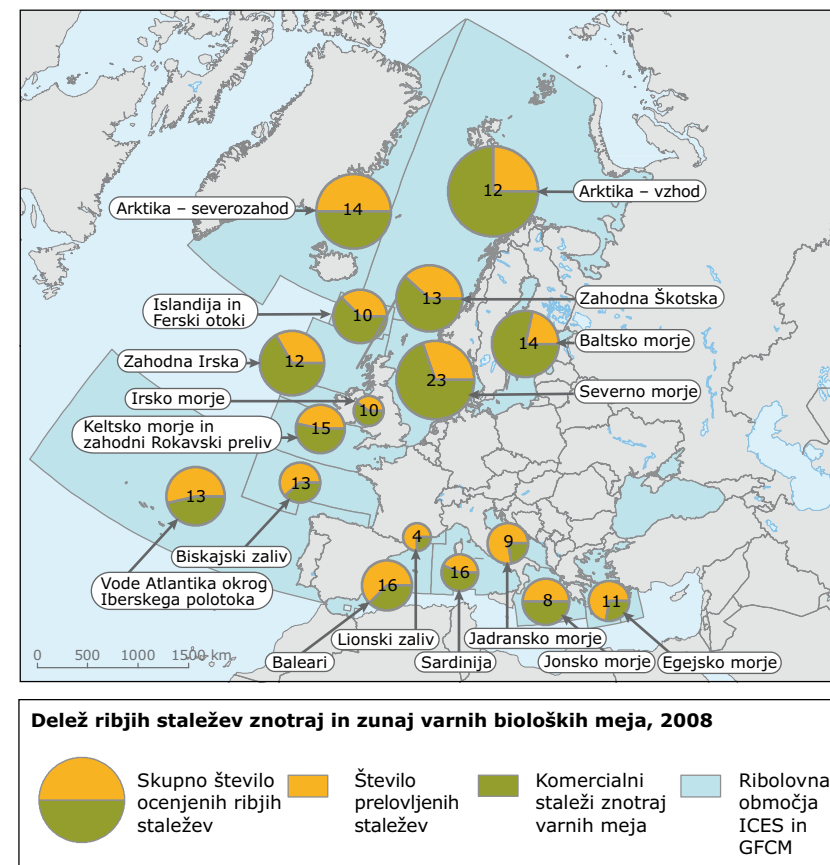 12
Arktika – vzhod
Arktika – severozahod
14
Islandija in
Ferski otoki
10
13
Zahodna Škotska
Zahodna Irska
12
14
Baltsko morje
Irsko morje
10
23
Severno morje
Keltsko morje in
zahodni Rokavski preliv
15
13
13
Biskajski zaliv
Vode Atlantika okrog
Iberskega polotoka
4
9
16
16
8
11
Lionski zaliv
Jadransko morje
Baleari
Sardinija
Jonsko morje
Egejsko morje
0 500 1000 1500 km
Delež ribjih staležev znotraj in zunaj varnih bioloških meja, 2008
Skupno število
ocenjenih ribjih
staležev
Število
prelovljenih
staležev
Komercialni
staleži znotraj
varnih meja
Ribolovna
območja
ICES in
GFCM